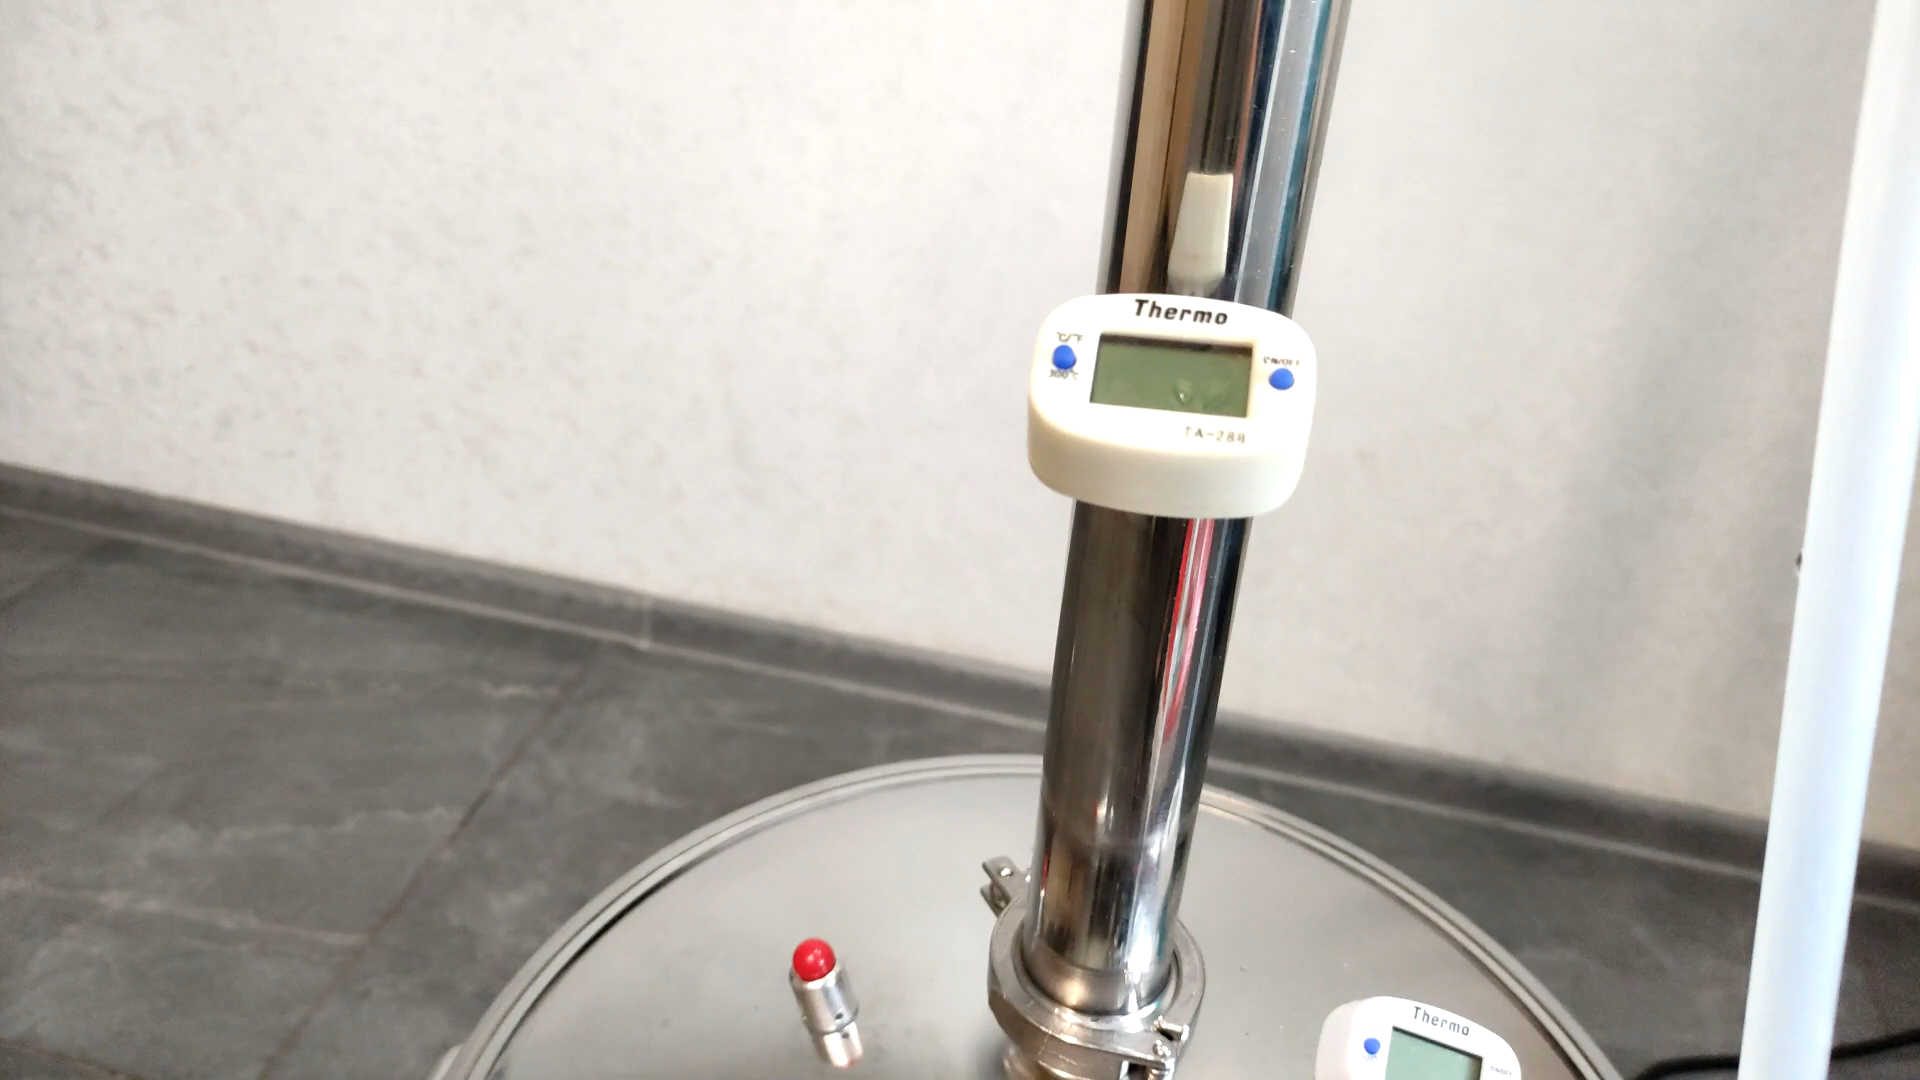 Thermo
°C/°F
ON/OFF
300°C
TA-288
Thermo